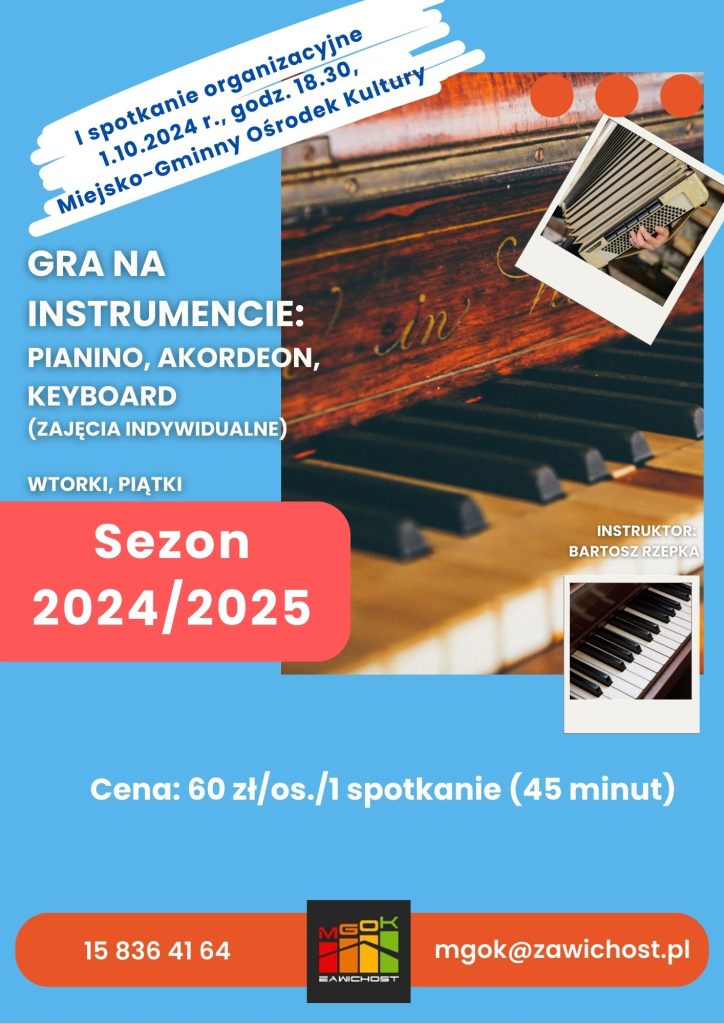 I spotkanie organizacyjne
1.10.2024 r., godz. 18.30,
Miejsko-Gminny Ośrodek Kultury
GRA NA
INSTRUMENCIE:
PIANINO, AKORDEON,
KEYBOARD
(ZAJĘCIA INDYWIDUALNE)
WTORKI, PIĄTKI
in
Sezon
2024/2025
INSTRUKTOR:
BARTOSZ RZEPKA
Cena: 60 zł/os./1 spotkanie (45 minut)
15 836 41 64
MGOK
ZAWICHOST
mgok@zawichost.pl